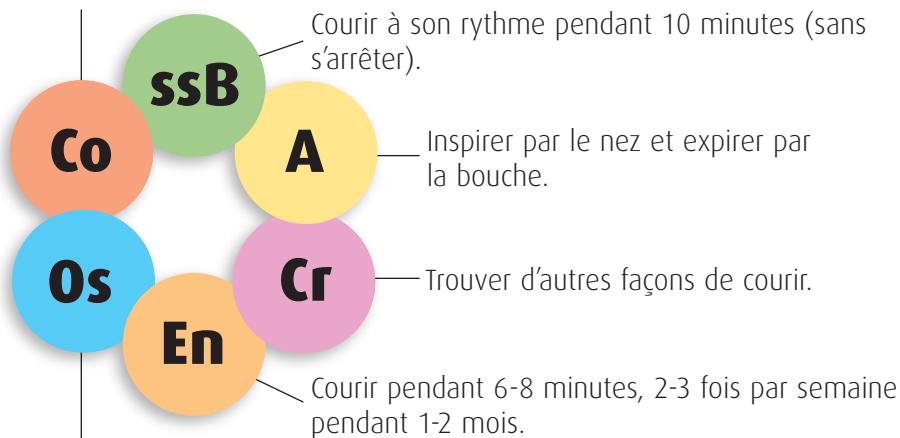 ssB
Courir à son rythme pendant 10 minutes (sans
s’arrêter).
Co
A
Inspirer par le nez et expirer par
la bouche.
Os
Cr
Trouver d’autres façons de courir.
En
Courir pendant 6-8 minutes, 2-3 fois par semaine
pendant 1-2 mois.